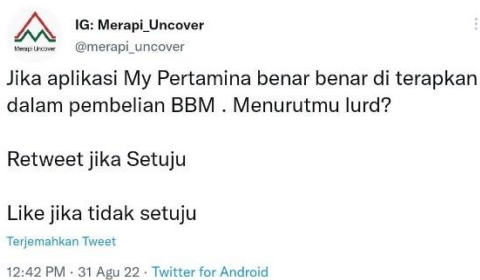 IG: Merapi_Uncover
Merapi Uncover
@merapi_uncover
Jika aplikasi My Pertamina benar benar di terapkan
dalam pembelian BBM . Menurutmu lurd?
Retweet jika Setuju
Like jika tidak setuju
Terjemahkan Tweet
12:42 PM · 31 Agu 22 · Twitter for Android